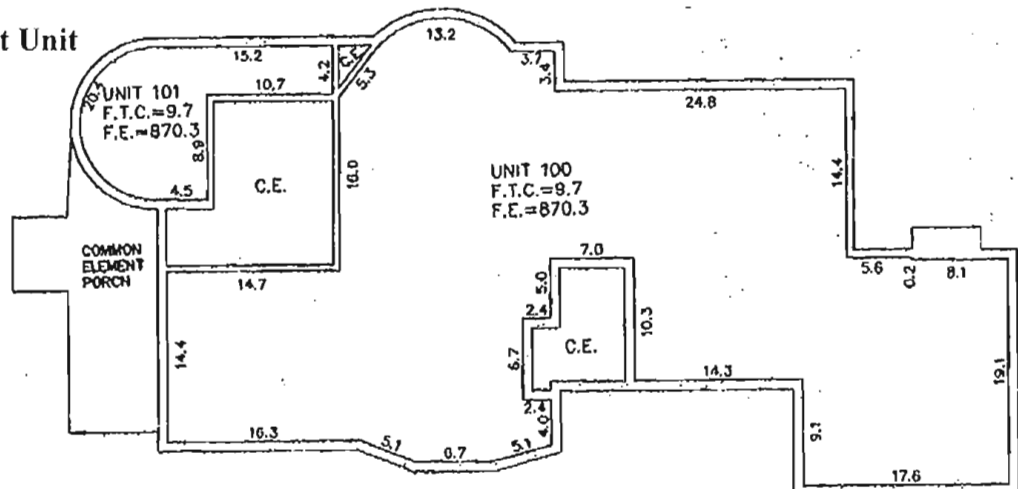 t Unit
13.2
15.2
4.2
C.E.
5.3
3.7
3.4
UNIT 101
F.T.C.=9.7
F.E.=870.3
10.7
24.8
8.9
C.E.
16.0
UNIT 100
F.T.C.=9.7
F.E.=870.3
14.4
4.5
COMMON
ELEMENT
PORCH
14.7
7.0
5.0
5.6
0.2
8.1
2.4
10.3
C.E.
6.7
14.4
14.3
19.1
2.4
4.0
16.3
5.1
6.7
5.1
9.1
17.6